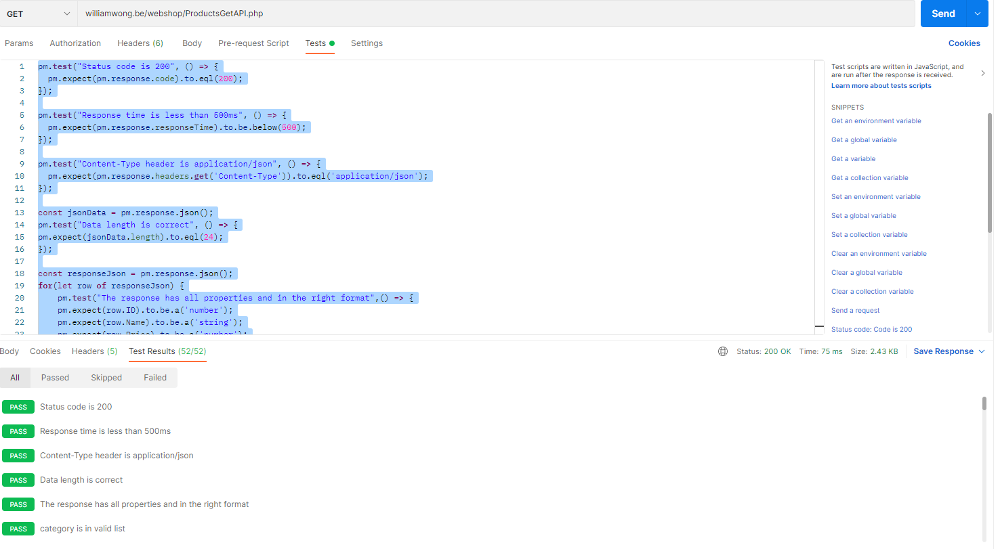 GET
williamwong.be/webshop/ProductsGetAPI.php
Send
Params
Authorization
Headers (6)
Body
Pre-request Script
Tests
Settings
Cookies
1 pm.test("Status code is 200", () => {
2 pm.expect(pm.response.code).to.eql(200);
3 });
4
5 pm.test("Response time is less than 500ms", () => {
6 pm.expect(pm.response.responseTime).to.be.below(500);
7 });
8
9 pm.test("Content-Type header is application/json", () => {
10 pm.expect(pm.response.headers.get('Content-Type')).to.eql('application/json');
11 });
12
13 const jsonData = pm.response.json();
14 pm.test("Data length is correct", () => {
15 pm.expect(jsonData.length).to.eql(24);
16 });
17
18 const responseJson = pm.response.json();
19 for(let row of responseJson) {
20 pm.test("The response has all properties and in the right format",() => {
21 pm.expect(row.ID).to.be.a('number');
22 pm.expect(row.Name).to.be.a('string');
23 pm.expect(row.Price).to.be.a('number');
Test scripts are written in JavaScript, and
are run after the response is received.
Learn more about tests scripts
SNIPPETS
Get an environment variable
Get a global variable
Get a variable
Get a collection variable
Set an environment variable
Set a global variable
Set a collection variable
Clear an environment variable
Clear a global variable
Clear a collection variable
Send a request
Status code: Code is 200
Body
Cookies
Headers (5)
Test Results (52/52)
Status: 200 OK
Time: 75 ms
Size: 2.43 KB
Save Response
All
Passed
Skipped
Failed
PASS Status code is 200
PASS Response time is less than 500ms
PASS Content-Type header is application/json
PASS Data length is correct
PASS The response has all properties and in the right format
PASS category is in valid list